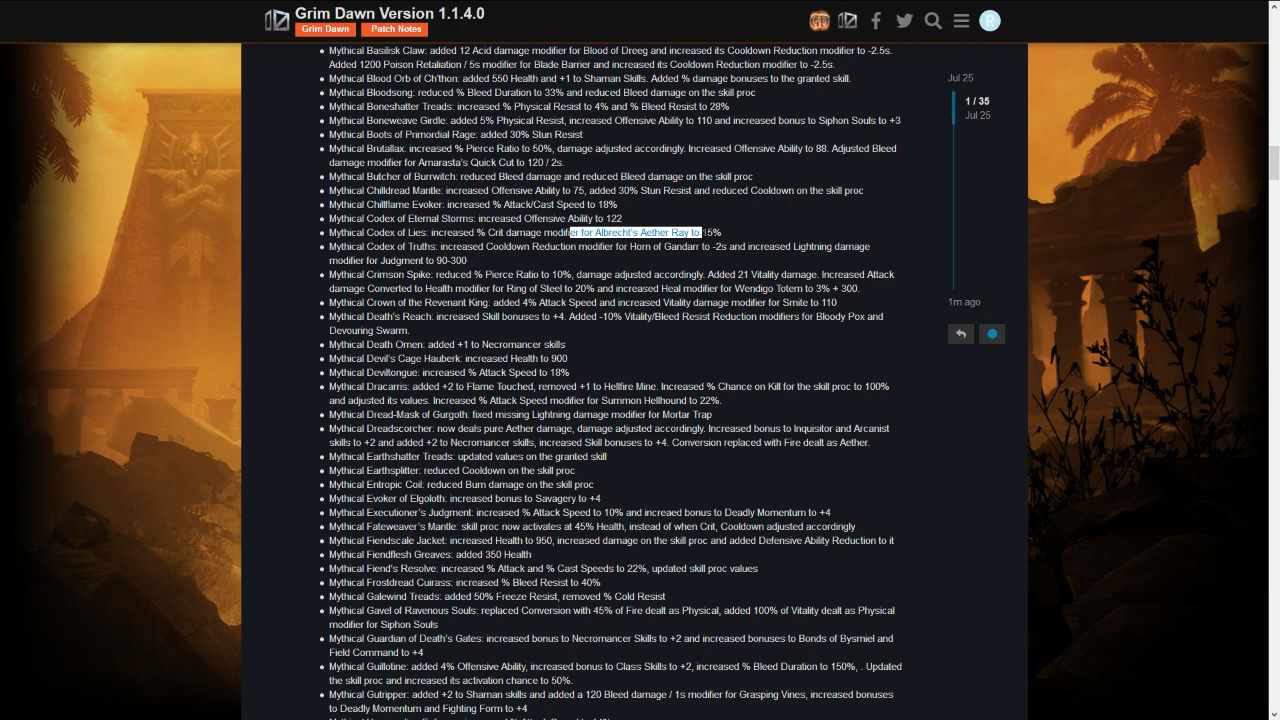 Grim Dawn Version 1.1.4.0
Grim Dawn Patch Notes
GD
R
Mythical Basilisk Claw: added 12 Acid damage modifier for Blood of Dreeg and increased its Cooldown Reduction modifier to -2.5s.
Added 1200 Poison Retaliation / 5s modifier for Blade Barrier and increased its Cooldown Reduction modifier to -2.5s.
Mythical Blood Orb of Ch'thon: added 550 Health and +1 to Shaman Skills. Added % damage bonuses to the granted skill.
Mythical Bloodsong: reduced % Bleed Duration to 33% and reduced Bleed damage on the skill proc
Mythical Boneshatter Treads: increased % Physical Resist to 4% and % Bleed Resist to 28%
Mythical Boneweave Girdle: added 5% Physical Resist, increased Offensive Ability to 110 and increased bonus to Siphon Souls to +3
Mythical Boots of Primordial Rage: added 30% Stun Resist
Mythical Brutallax: increased % Pierce Ratio to 50%, damage adjusted accordingly. Increased Offensive Ability to 88. Adjusted Bleed
damage modifier for Amarasta's Quick Cut to 120 / 2s.
Mythical Butcher of Burrwitch: reduced Bleed damage and reduced Bleed damage on the skill proc
Mythical Chilldread Mantle: increased Offensive Ability to 75, added 30% Stun Resist and reduced Cooldown on the skill proc
Mythical Chillflame Evoker: increased % Attack/Cast Speed to 18%
Mythical Codex of Eternal Storms: increased Offensive Ability to 122
Mythical Codex of Lies: increased % Crit damage modifier for Albrecht's Aether Ray to 15%
Mythical Codex of Truths: increased Cooldown Reduction modifier for Horn of Gandarr to -2s and increased Lightning damage
modifier for Judgment to 90-300
Mythical Crimson Spike: reduced % Pierce Ratio to 10%, damage adjusted accordingly. Added 21 Vitality damage. Increased Attack
damage Converted to Health modifier for Ring of Steel to 20% and increased Heal modifier for Wendigo Totem to 3% + 300.
Mythical Crown of the Revenant King: added 4% Attack Speed and increased Vitality damage modifier for Smite to 110
Mythical Death's Reach: increased Skill bonuses to +4. Added -10% Vitality/Bleed Resist Reduction modifiers for Bloody Pox and
Devouring Swarm.
Mythical Death Omen: added +1 to Necromancer skills
Mythical Devil's Cage Hauberk: increased Health to 900
Mythical Deviltongue: increased % Attack Speed to 18%
Mythical Dracarris: added +2 to Flame Touched, removed +1 to Hellfire Mine. Increased % Chance on Kill for the skill proc to 100%
and adjusted its values. Increased % Attack Speed modifier for Summon Hellhound to 22%.
Mythical Dread-Mask of Gurgoth: fixed missing Lightning damage modifier for Mortar Trap
Mythical Dreadscorcher: now deals pure Aether damage, damage adjusted accordingly. Increased bonus to Inquisitor and Arcanist
skills to +2 and added +2 to Necromancer skills, increased Skill bonuses to +4. Conversion replaced with Fire dealt as Aether.
Mythical Earthshatter Treads: updated values on the granted skill
Mythical Earthsplitter: reduced Cooldown on the skill proc
Mythical Entropic Coil: reduced Burn damage on the skill proc
Mythical Evoker of Elgoloth: increased bonus to Savagery to +4
Mythical Executioner's Judgment: increased % Attack Speed to 10% and increaed bonus to Deadly Momentum to +4
Mythical Fateweaver's Mantle: skill proc now activates at 45% Health, instead of when Crit, Cooldown adjusted accordingly
Mythical Fiendscale Jacket: increased Health to 950, increased damage on the skill proc and added Defensive Ability Reduction to it
Mythical Fiendflesh Greaves: added 350 Health
Mythical Fiend's Resolve: increased % Attack and % Cast Speeds to 22%, updated skill proc values
Mythical Frostdread Cuirass: increased % Bleed Resist to 40%
Mythical Galewind Treads: added 50% Freeze Resist, removed % Cold Resist
Mythical Gavel of Ravenous Souls: replaced Conversion with 45% of Fire dealt as Physical, added 100% of Vitality dealt as Physical
modifier for Siphon Souls
Mythical Guardian of Death's Gates: increased bonus to Necromancer Skills to +2 and increased bonuses to Bonds of Bysmiel and
Field Command to +4
Mythical Guillotine: added 4% Offensive Ability, increased bonus to Class Skills to +2, increased % Bleed Duration to 150%, . Updated
the skill proc and increased its activation chance to 50%.
Mythical Gutripper: added +2 to Shaman skills and added a 120 Bleed damage / 1s modifier for Grasping Vines, increased bonuses
to Deadly Momentum and Fighting Form to +4
Jul 25
1 / 35
Jul 25
1m ago